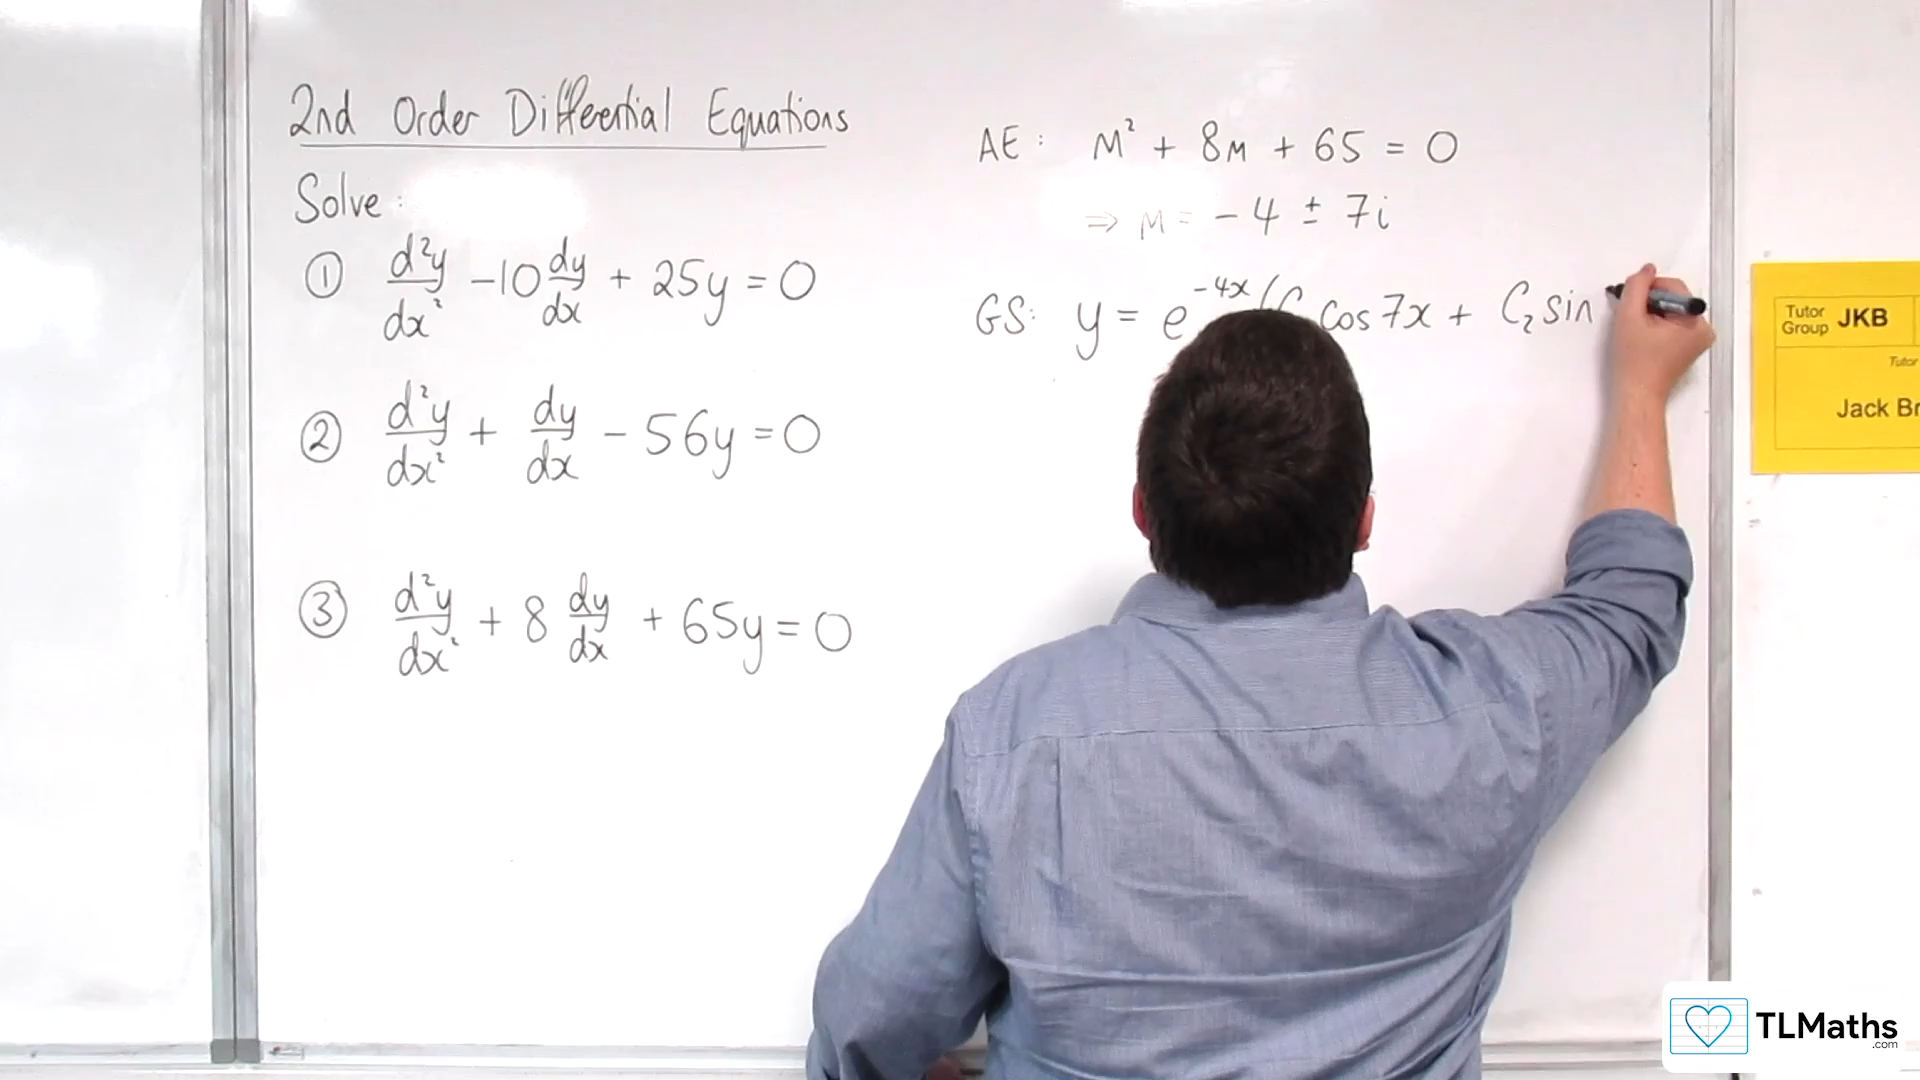 2nd Order Differential Equations
Solve:
① d²y/dx² - 10 dy/dx + 25y = 0
② d²y/dx² + dy/dx - 56y = 0
③ d²y/dx² + 8 dy/dx + 65y = 0
AE: m² + 8m + 65 = 0
⇒ m = -4 ± 7i
GS: y = e^-4x (C cos 7x + C₂ sin
Tutor Group JKB
Tutor
Jack
TLMaths
.com